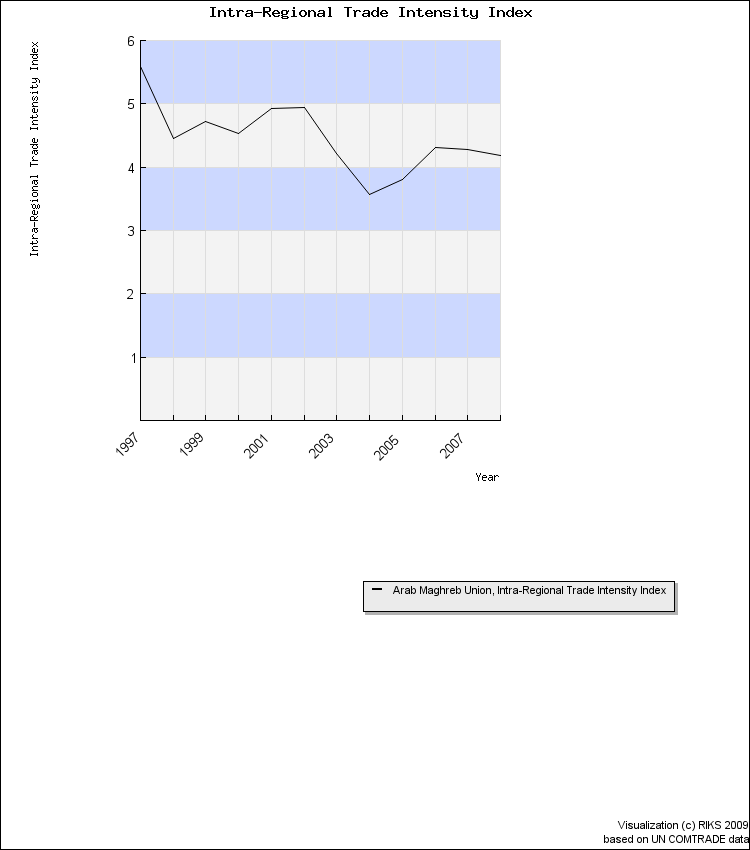 Intra-Regional Trade Intensity Index
Intra-Regional Trade Intensity Index
6
5
4
3
2
1
1997
1999
2001
2003
2005
2007
Year
Arab Maghreb Union, Intra-Regional Trade Intensity Index
Visualization (c) RIKS 2009
based on UN COMTRADE data